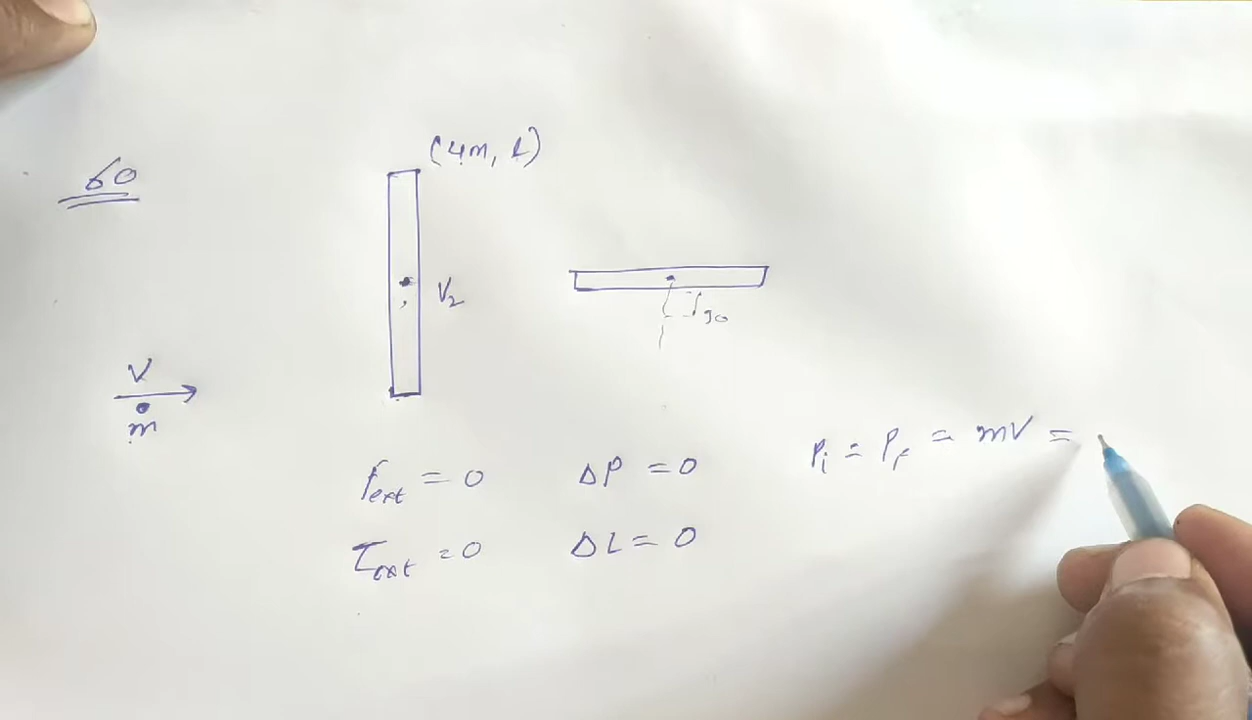 60
(4m, L)
V₂
90
V
m
Fext = 0
ΔP = 0
τext = 0
ΔL = 0
Pi = Pf = mV =